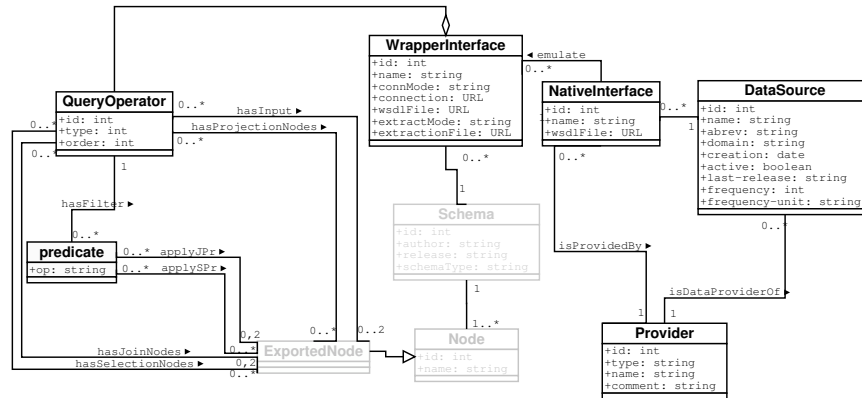 WrapperInterface
+id: int
+name: string
+connMode: string
+connection: URL
+wsdlFile: URL
+extractMode: string
+extractionFile: URL
◄ emulate
0..*
NativeInterface
+id: int
+name: string
+wsdlFile: URL
1
0..*
1
DataSource
+id: int
+name: string
+abrev: string
+domain: string
+creation: date
+active: boolean
+last-release: string
+frequency: int
+frequency-unit: string
QueryOperator
+id: int
+type: int
+order: int
0..*
0..*
0..*
hasInput ►
hasProjectionNodes ►
0..*
1
0..*
0..*
0..*
hasFilter ►
1
Schema
+id: int
+author: string
+release: string
+schemaType: string
0..*
predicate
+op: string
0..*
applyJPr ►
0..*
applySPr ►
isProvidedBy ►
isDataProviderOf ►
1
1..*
1
1
0..*
0..2
0,2
0..*
hasJoinNodes ►
0,2
hasSelectionNodes ►
0..*
ExportedNode
Node
+id: int
+name: string
Provider
+id: int
+type: string
+name: string
+comment: string